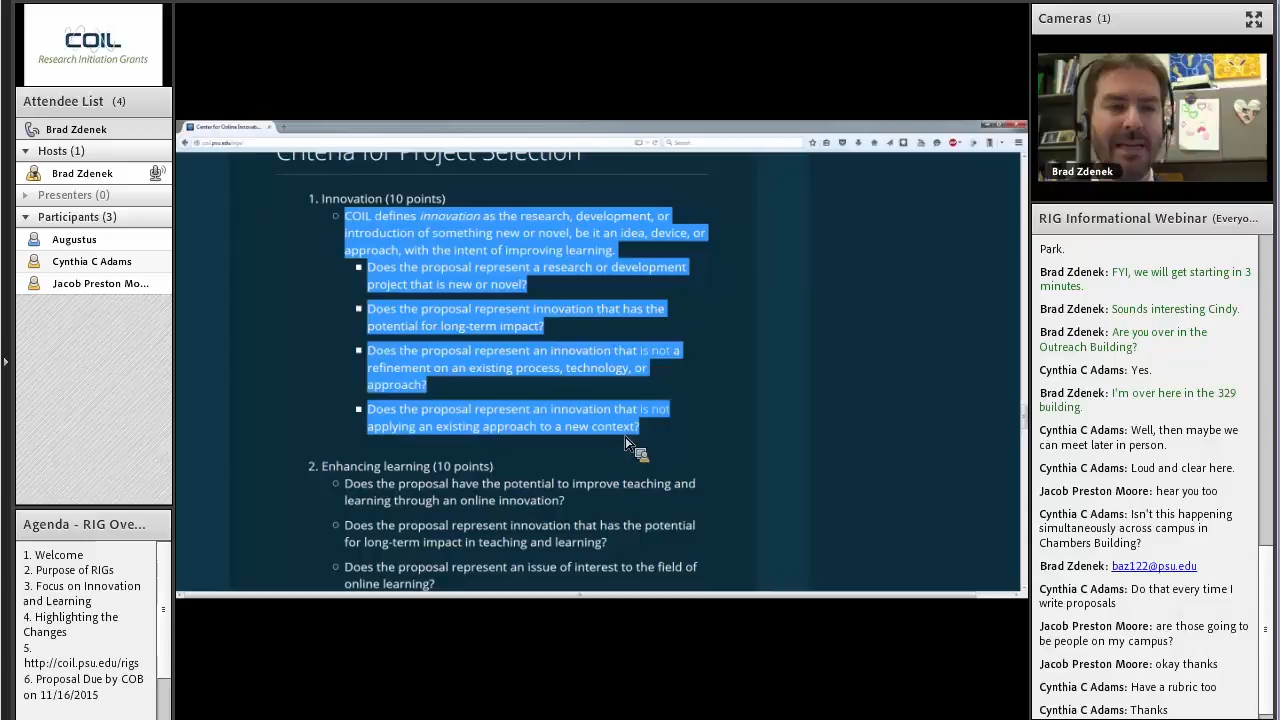 COIL
Research Initiation Grants
Attendee List (4)
Brad Zdenek
Hosts (1)
Brad Zdenek
Presenters (0)
Participants (3)
Augustus
Cynthia C Adams
Jacob Preston Mo...
Agenda - RIG Ove...
1. Welcome
2. Purpose of RIGs
3. Focus on Innovation
and Learning
4. Highlighting the
Changes
5.
http://coil.psu.edu/rigs
6. Proposal Due by COB
on 11/16/2015
Center for Online Innovati...
coil.psu.edu/rigs/
Search
Criteria for Project Selection
1. Innovation (10 points)
COIL defines innovation as the research, development, or
introduction of something new or novel, be it an idea, device, or
approach, with the intent of improving learning.
Does the proposal represent a research or development
project that is new or novel?
Does the proposal represent innovation that has the
potential for long-term impact?
Does the proposal represent an innovation that is not a
refinement on an existing process, technology, or
approach?
Does the proposal represent an innovation that is not
applying an existing approach to a new context?
2. Enhancing learning (10 points)
Does the proposal have the potential to improve teaching and
learning through an online innovation?
Does the proposal represent innovation that has the potential
for long-term impact in teaching and learning?
Does the proposal represent an issue of interest to the field of
online learning?
Cameras (1)
Brad Zdenek
RIG Informational Webinar (Everyo...
Park.
Brad Zdenek: FYI, we will get starting in 3
minutes.
Brad Zdenek: Sounds interesting Cindy.
Brad Zdenek: Are you over in the
Outreach Building?
Cynthia C Adams: Yes.
Brad Zdenek: I'm over here in the 329
building.
Cynthia C Adams: Well, then maybe we
can meet later in person.
Cynthia C Adams: Loud and clear here.
Jacob Preston Moore: hear you too
Cynthia C Adams: Isn't this happening
simultaneously across campus in
Chambers Building?
Brad Zdenek: baz122@psu.edu
Cynthia C Adams: Do that every time I
write proposals
Jacob Preston Moore: are those going to
be people on my campus?
Jacob Preston Moore: okay thanks
Cynthia C Adams: Have a rubric too
Cynthia C Adams: Thanks